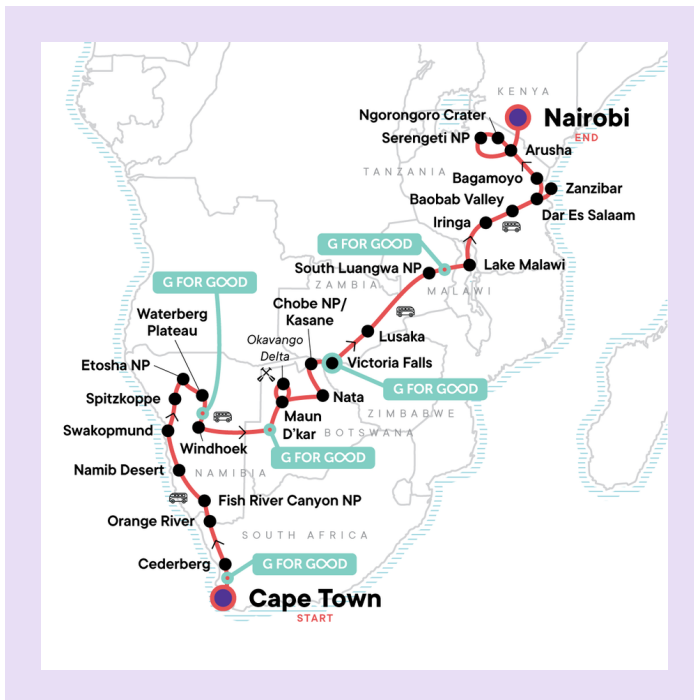 KENYA
Ngorongoro Crater
Nairobi
END
Serengeti NP
Arusha
TANZANIA
Bagamoyo
Zanzibar
Baobab Valley
Dar Es Salaam
Iringa
G FOR GOOD
South Luangwa NP
Lake Malawi
ZAMBIA
MALAWI
G FOR GOOD
Chobe NP/
Kasane
Waterberg
Plateau
Okavango
Delta
Lusaka
Etosha NP
Victoria Falls
G FOR GOOD
Spitzkoppe
Nata
Maun
ZIMBABWE
Swakopmund
D'kar
BOTSWANA
Windhoek
G FOR GOOD
Namib Desert
NAMIBIA
Fish River Canyon NP
Orange River
SOUTH AFRICA
Cederberg
G FOR GOOD
Cape Town
START